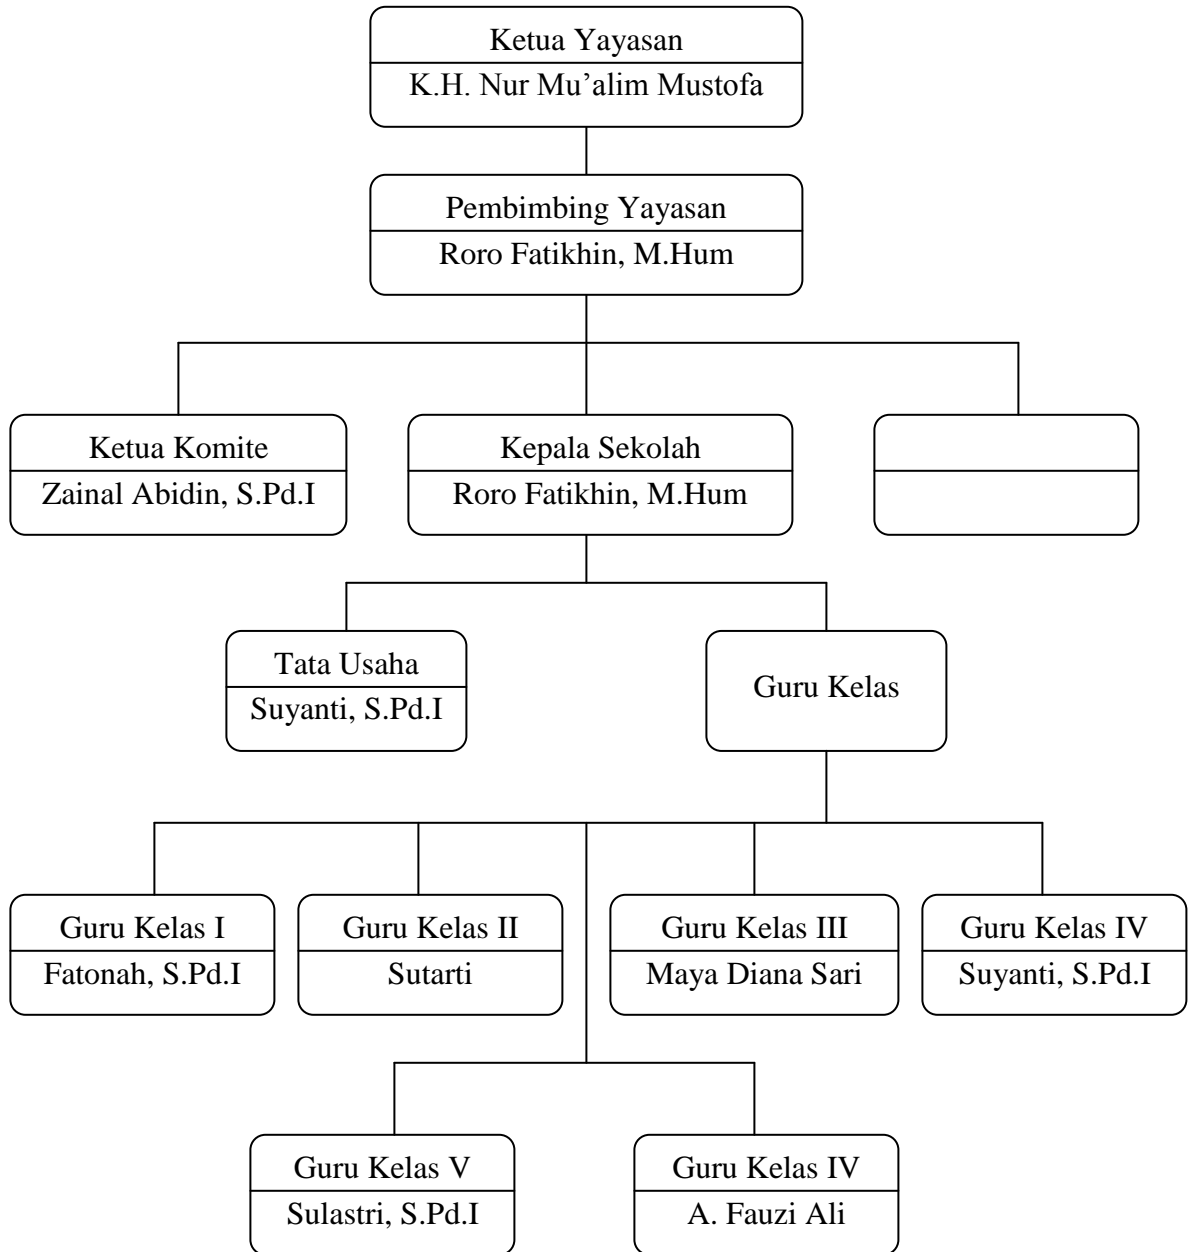 Ketua Yayasan
K.H. Nur Mu’alim Mustofa
Pembimbing Yayasan
Roro Fatikhin, M.Hum
Ketua Komite
Zainal Abidin, S.Pd.I
Kepala Sekolah
Roro Fatikhin, M.Hum
Tata Usaha
Suyanti, S.Pd.I
Guru Kelas
Guru Kelas I
Fatonah, S.Pd.I
Guru Kelas II
Sutarti
Guru Kelas III
Maya Diana Sari
Guru Kelas IV
Suyanti, S.Pd.I
Guru Kelas V
Sulastri, S.Pd.I
Guru Kelas IV
A. Fauzi Ali